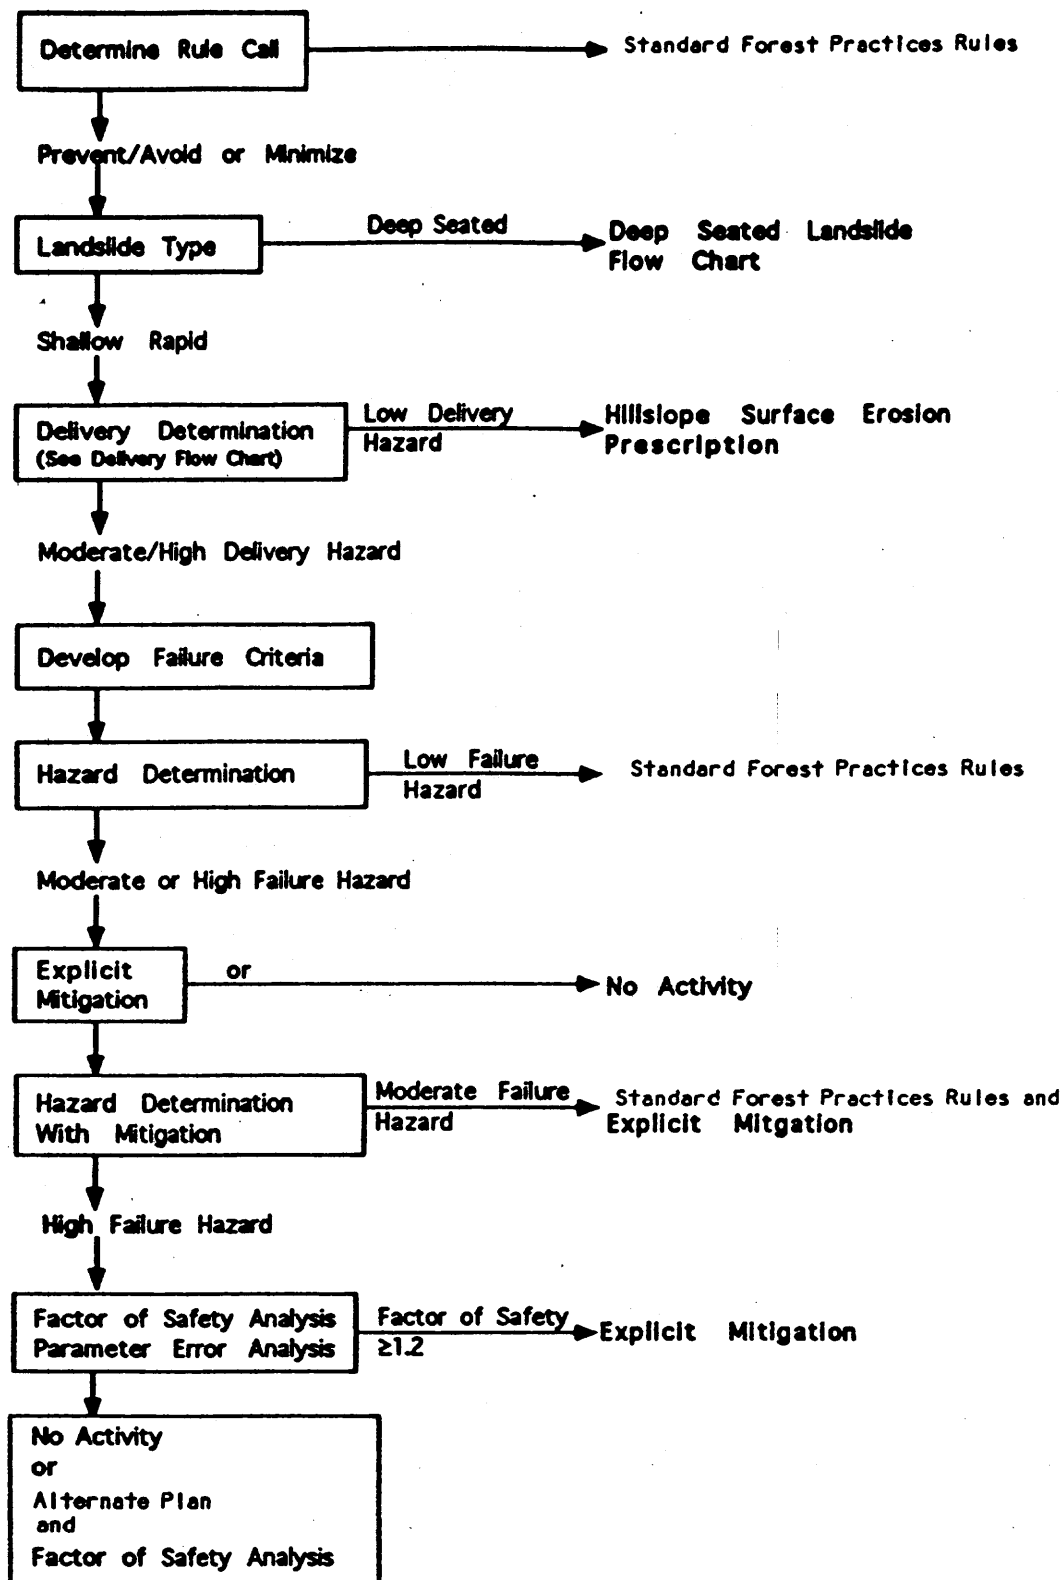 Determine Rule Call
Standard Forest Practices Rules
Prevent/Avoid or Minimize
Landslide Type
Deep Seated
Deep Seated Landslide
Flow Chart
Shallow Rapid
Delivery Determination
(See Delivery Flow Chart)
Low Delivery
Hazard
Hillslope Surface Erosion
Prescription
Moderate/High Delivery Hazard
Develop Failure Criteria
Hazard Determination
Low Failure
Hazard
Standard Forest Practices Rules
Moderate or High Failure Hazard
Explicit
Mitigation
or
No Activity
Hazard Determination
With Mitigation
Moderate Failure
Hazard
Standard Forest Practices Rules and
Explicit Mitgation
High Failure Hazard
Factor of Safety Analysis
Parameter Error Analysis
Factor of Safety
≥1.2
Explicit Mitigation
No Activity
or
Alternate Plan
and
Factor of Safety Analysis